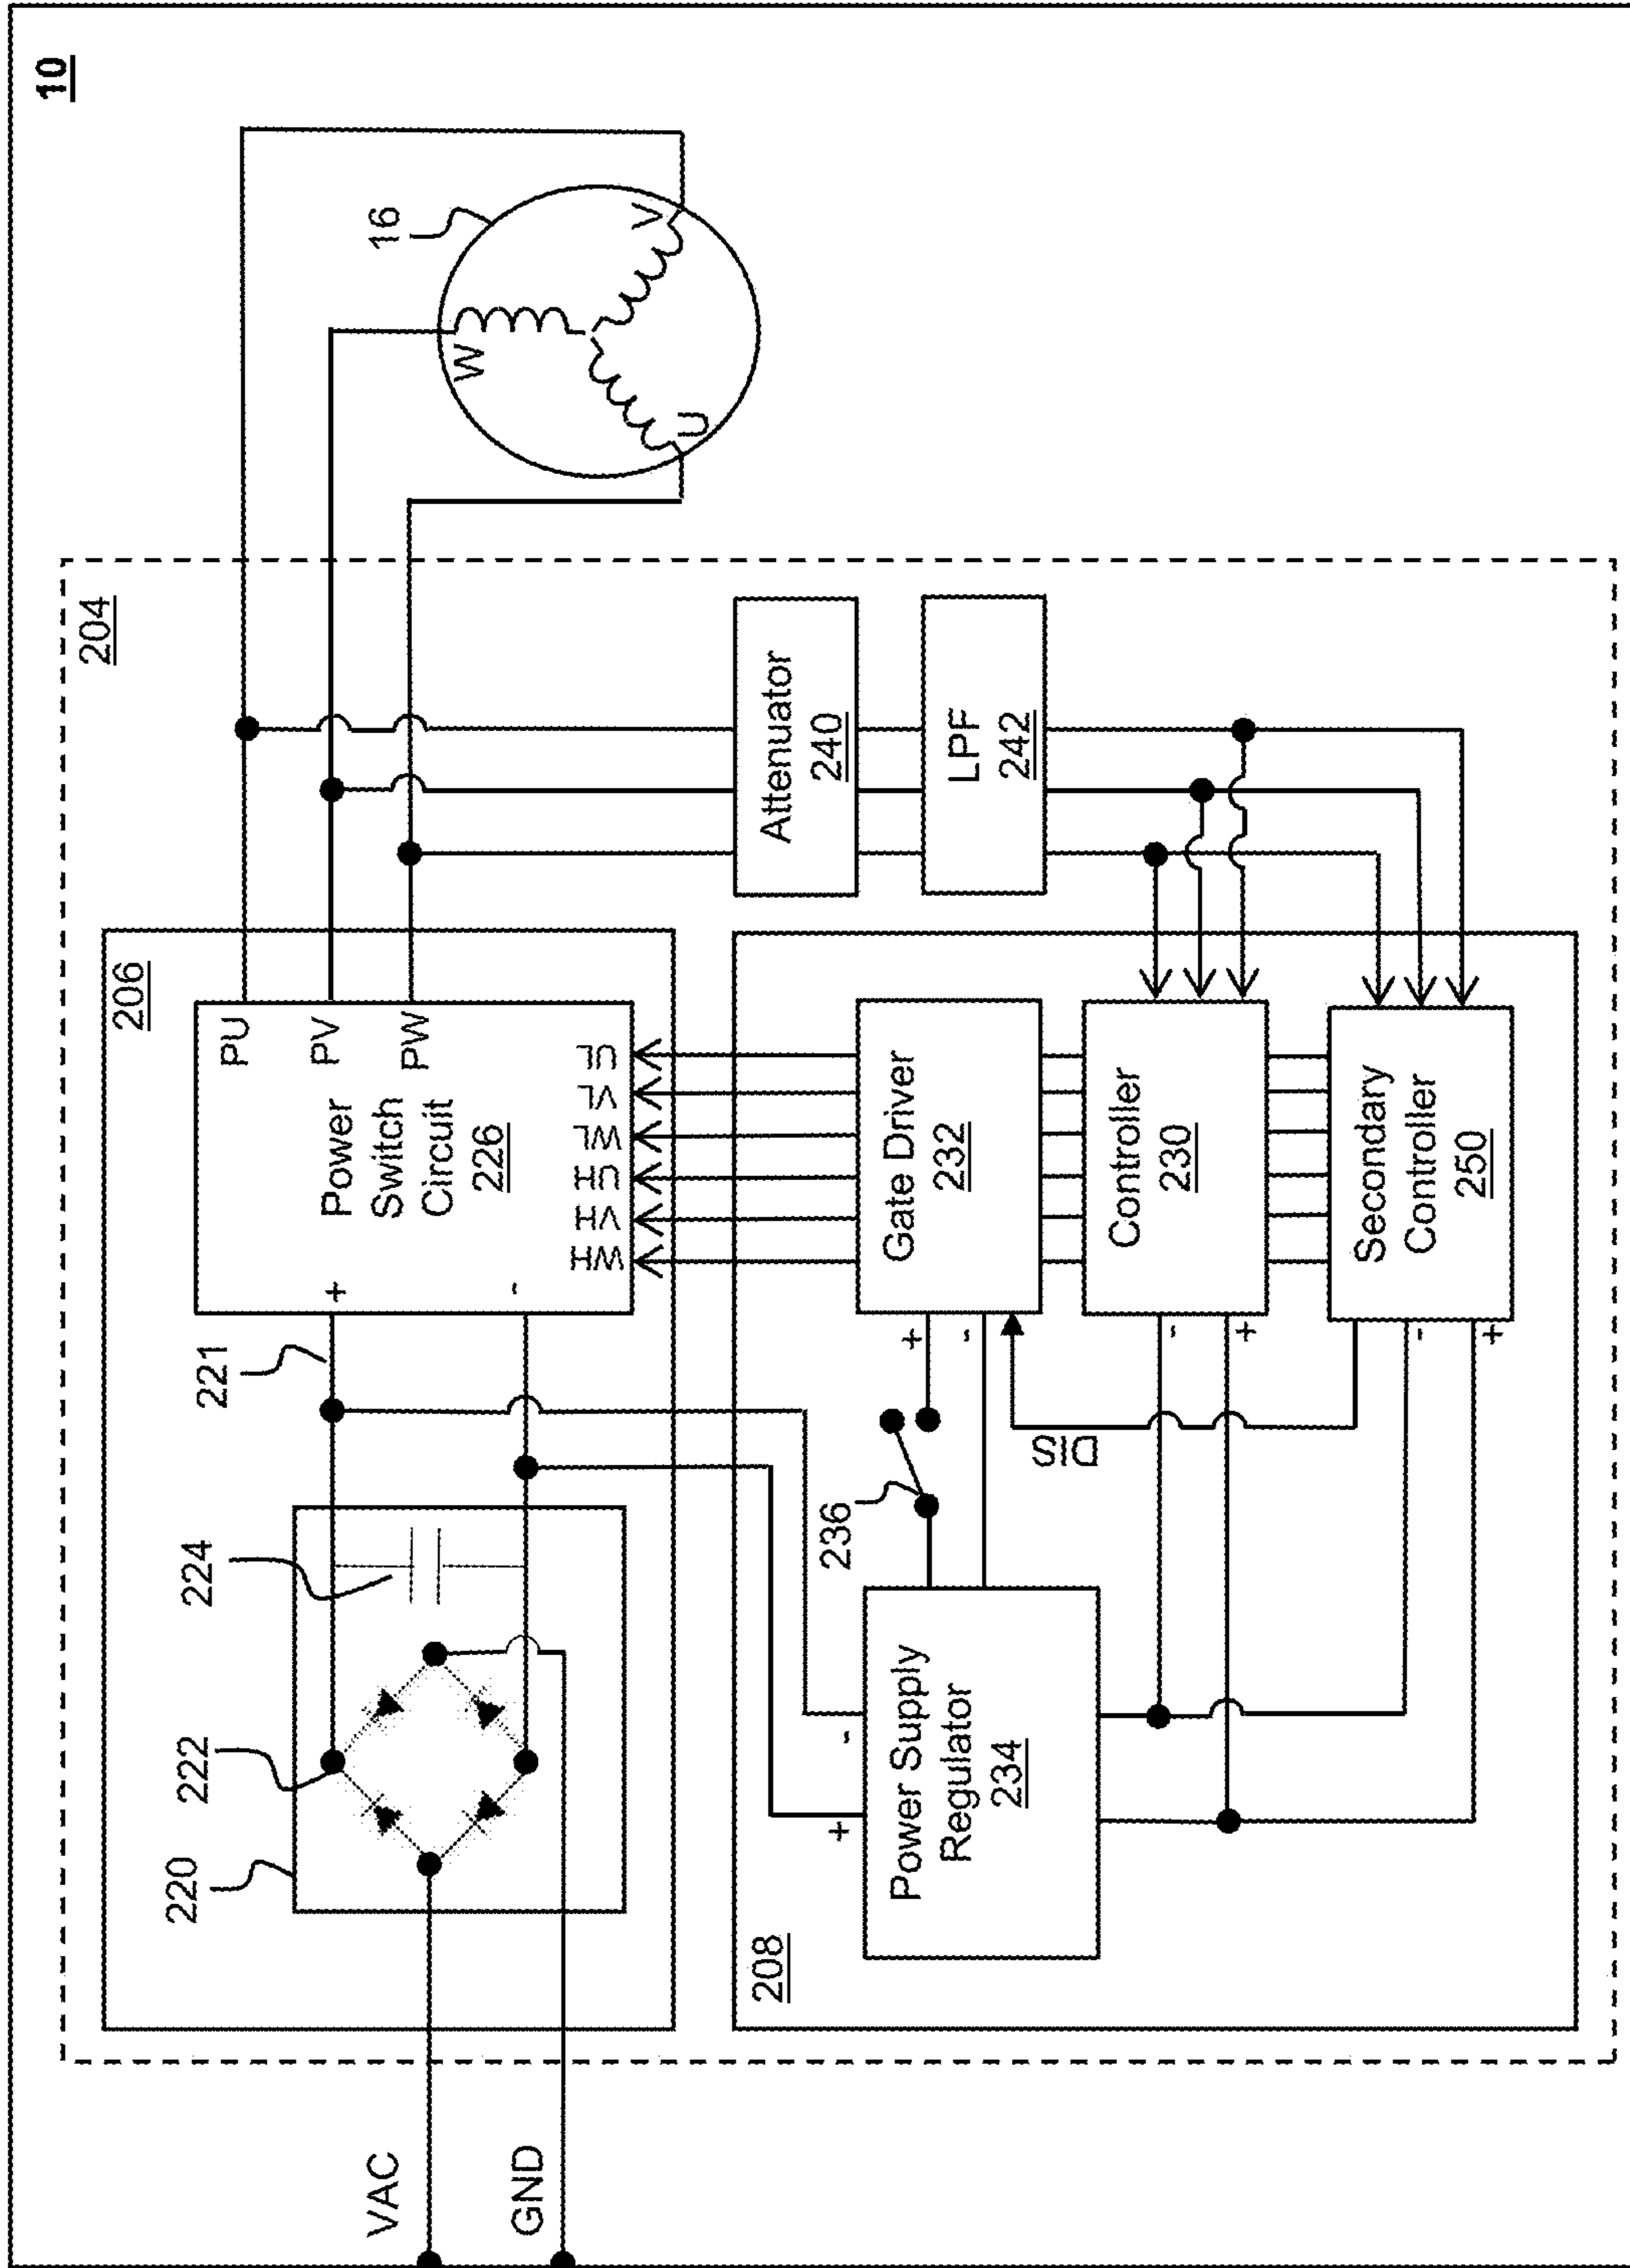 10
204
206
PU
PV
PW
Power
Switch
Circuit
226
+
-
UL
VL
WL
UH
VH
WH
221
220
222
224
VAC
GND
16
W
V
U
Attenuator
240
LPF
242
208
Gate Driver
232
+
-
Controller
230
-
+
Secondary
Controller
250
-
+
DIS
236
Power Supply
Regulator
234
-
+